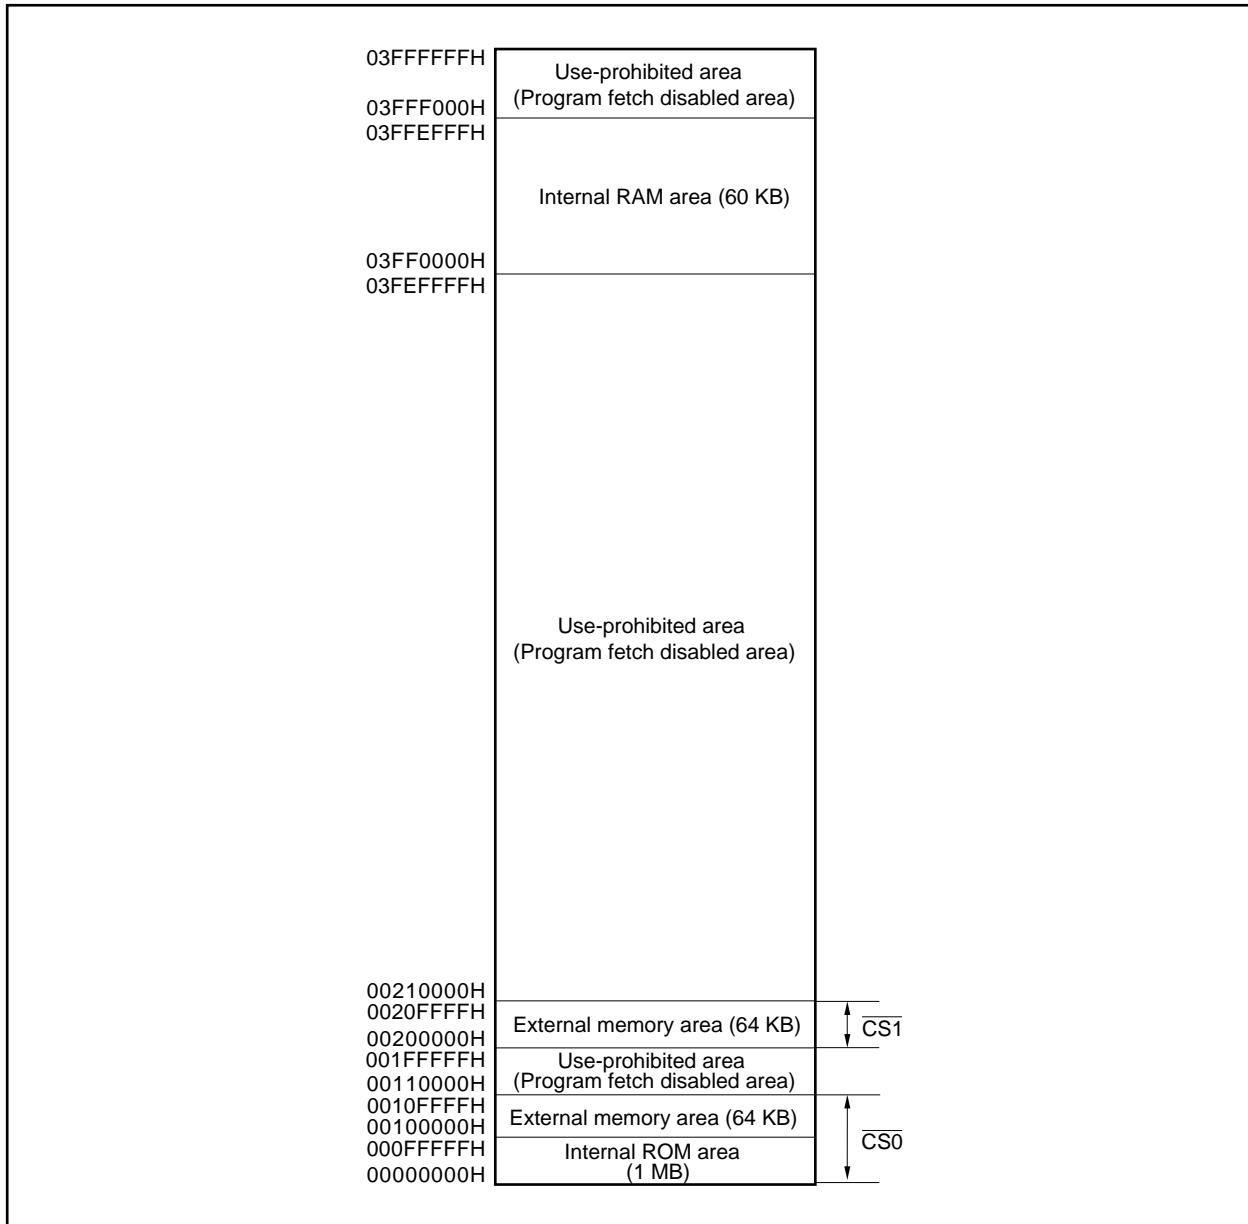 03FFFFFFH
Use-prohibited area
(Program fetch disabled area)
03FFF000H
03FFEFFFH
Internal RAM area (60 KB)
03FF0000H
03FEFFFFH
Use-prohibited area
(Program fetch disabled area)
00210000H
0020FFFFH
External memory area (64 KB)
CS1
00200000H
001FFFFFH
Use-prohibited area
(Program fetch disabled area)
00110000H
0010FFFFH
External memory area (64 KB)
00100000H
CS0
000FFFFFH
Internal ROM area
(1 MB)
00000000H